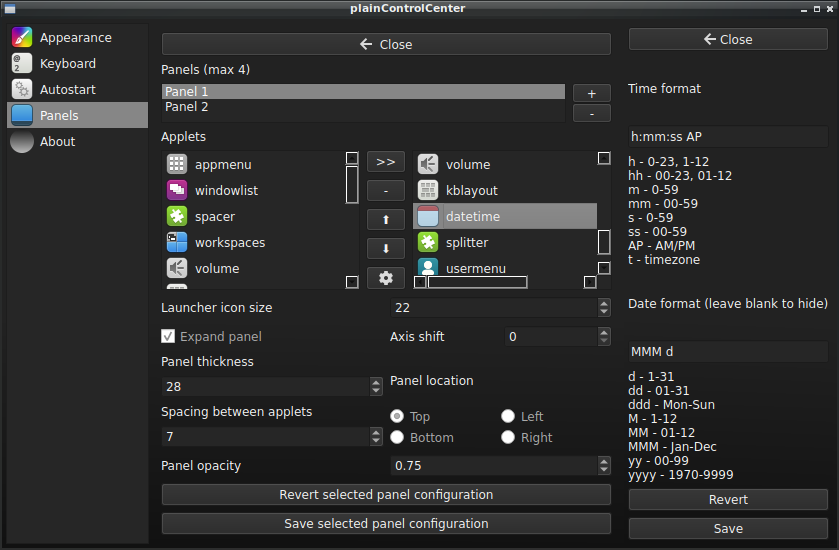 plainControlCenter
Appearance
Keyboard
Autostart
Panels
About
Close
Panels (max 4)
Panel 1
Panel 2
+
-
Applets
appmenu
windowlist
spacer
workspaces
volume
>>
-
volume
kblayout
datetime
splitter
usermenu
Launcher icon size
22
Expand panel
Axis shift
0
Panel thickness
28
Panel location
Spacing between applets
7
Top
Left
Bottom
Right
Panel opacity
0.75
Revert selected panel configuration
Save selected panel configuration
Close
Time format
h:mm:ss AP
h - 0-23, 1-12
hh - 00-23, 01-12
m - 0-59
mm - 00-59
s - 0-59
ss - 00-59
AP - AM/PM
t - timezone
Date format (leave blank to hide)
MMM d
d - 1-31
dd - 01-31
ddd - Mon-Sun
M - 1-12
MM - 01-12
MMM - Jan-Dec
yy - 00-99
yyyy - 1970-9999
Revert
Save